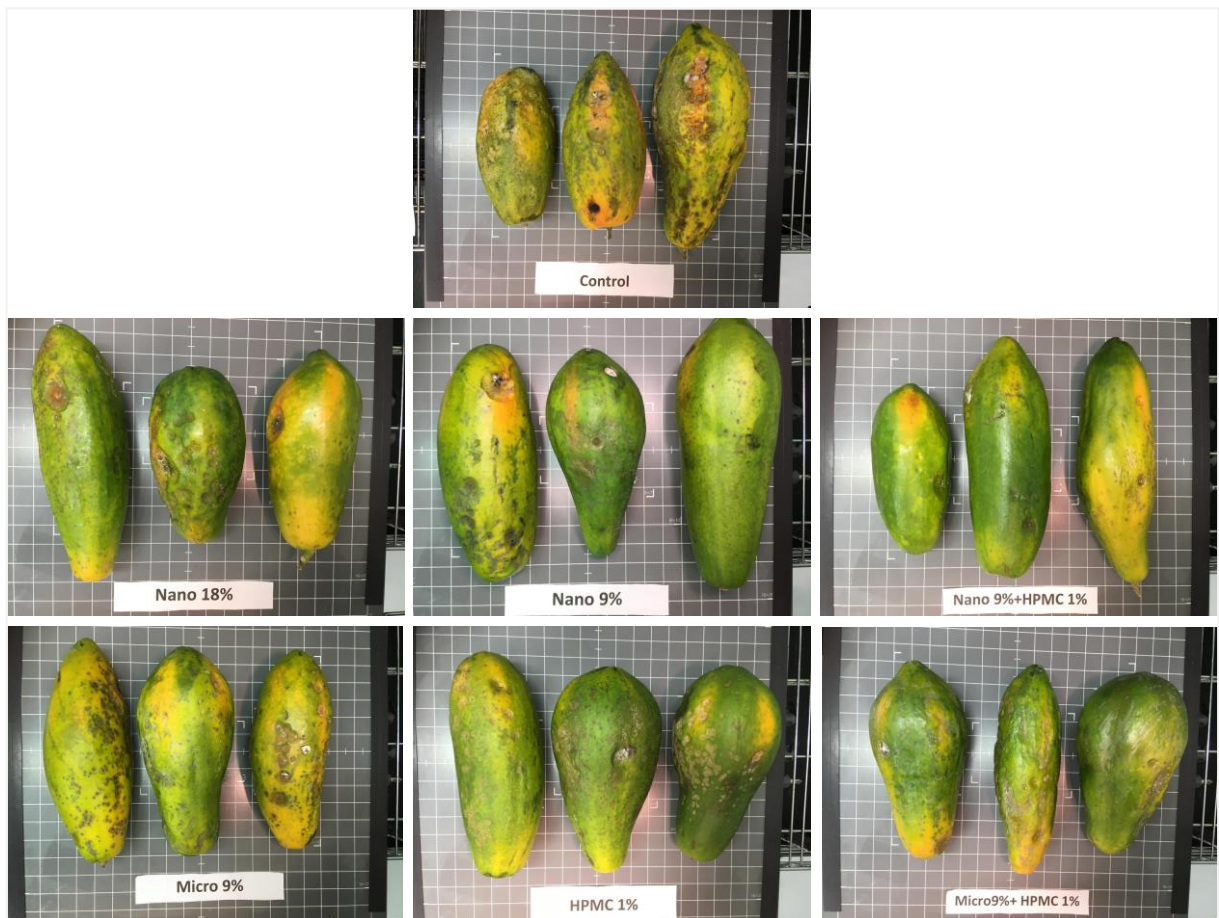 Control
Nano 18%
Nano 9%
Nano 9%+HPMC 1%
Micro 9%
HPMC 1%
Micro9%+ HPMC 1%